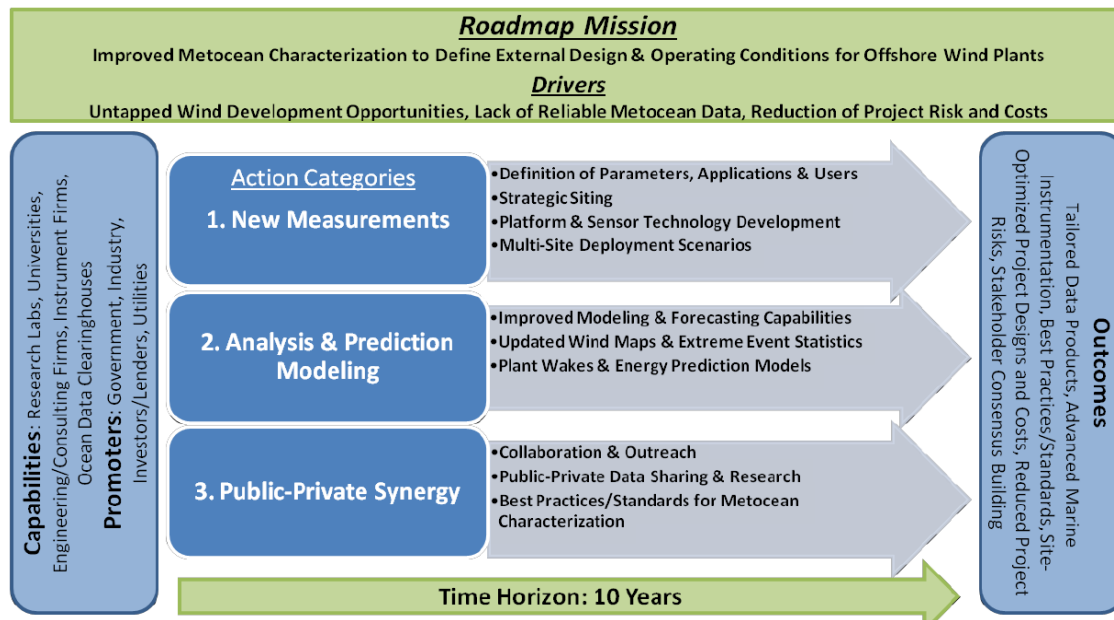 Roadmap Mission
Improved Metocean Characterization to Define External Design & Operating Conditions for Offshore Wind Plants
Drivers
Untapped Wind Development Opportunities, Lack of Reliable Metocean Data, Reduction of Project Risk and Costs
Capabilities: Research Labs, Universities,
Engineering/Consulting Firms, Instrument Firms,
Ocean Data Clearinghouses
Promoters: Government, Industry,
Investors/Lenders, Utilities
Action Categories
1. New Measurements
•Definition of Parameters, Applications & Users
•Strategic Siting
•Platform & Sensor Technology Development
•Multi-Site Deployment Scenarios
2. Analysis & Prediction
Modeling
•Improved Modeling & Forecasting Capabilities
•Updated Wind Maps & Extreme Event Statistics
•Plant Wakes & Energy Prediction Models
3. Public-Private Synergy
•Collaboration & Outreach
•Public-Private Data Sharing & Research
•Best Practices/Standards for Metocean
Characterization
Outcomes
Tailored Data Products, Advanced Marine
Instrumentation, Best Practices/Standards, Site-
Optimized Project Designs and Costs, Reduced Project
Risks, Stakeholder Consensus Building
Time Horizon: 10 Years